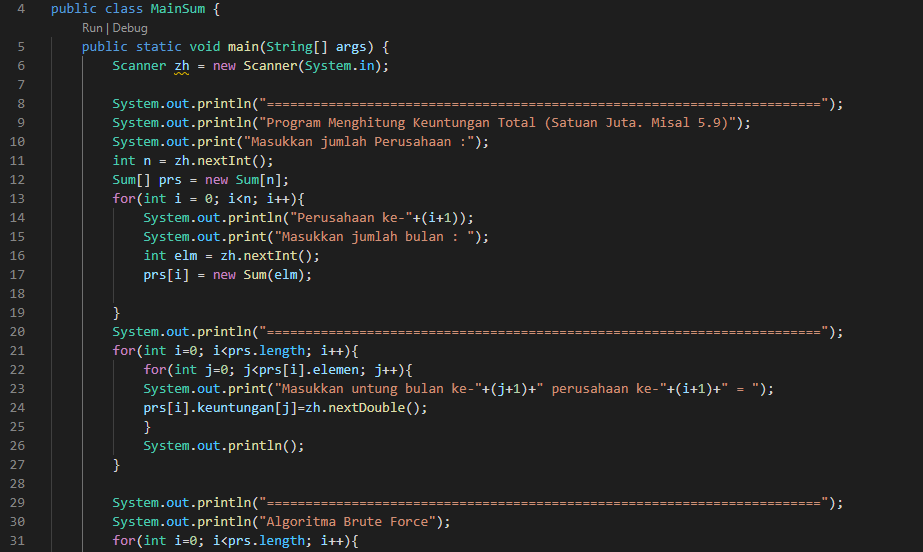 4 public class MainSum {
Run | Debug
5 public static void main(String[] args) {
6 Scanner zh = new Scanner(System.in);
7
8 System.out.println("========================================================================");
9 System.out.println("Program Menghitung Keuntungan Total (Satuan Juta. Misal 5.9)");
10 System.out.print("Masukkan jumlah Perusahaan :");
11 int n = zh.nextInt();
12 Sum[] prs = new Sum[n];
13 for(int i = 0; i<n; i++){
14 System.out.println("Perusahaan ke-"+(i+1));
15 System.out.print("Masukkan jumlah bulan : ");
16 int elm = zh.nextInt();
17 prs[i] = new Sum(elm);
18
19 }
20 System.out.println("========================================================================");
21 for(int i=0; i<prs.length; i++){
22 for(int j=0; j<prs[i].elemen; j++){
23 System.out.print("Masukkan untung bulan ke-"+(j+1)+" perusahaan ke-"+(i+1)+" = ");
24 prs[i].keuntungan[j]=zh.nextDouble();
25 }
26 System.out.println();
27 }
28
29 System.out.println("========================================================================");
30 System.out.println("Algoritma Brute Force");
31 for(int i=0; i<prs.length; i++){